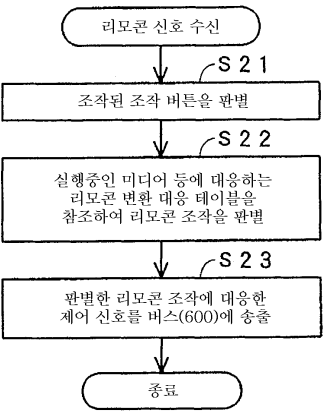 리모콘 신호 수신
S21
조작된 조작 버튼을 판별
S22
실행중인 미디어 등에 대응하는
리모콘 변환 대응 테이블을
참조하여 리모콘 조작을 판별
S23
판별한 리모콘 조작에 대응한
제어 신호를 버스(600)에 송출
종료